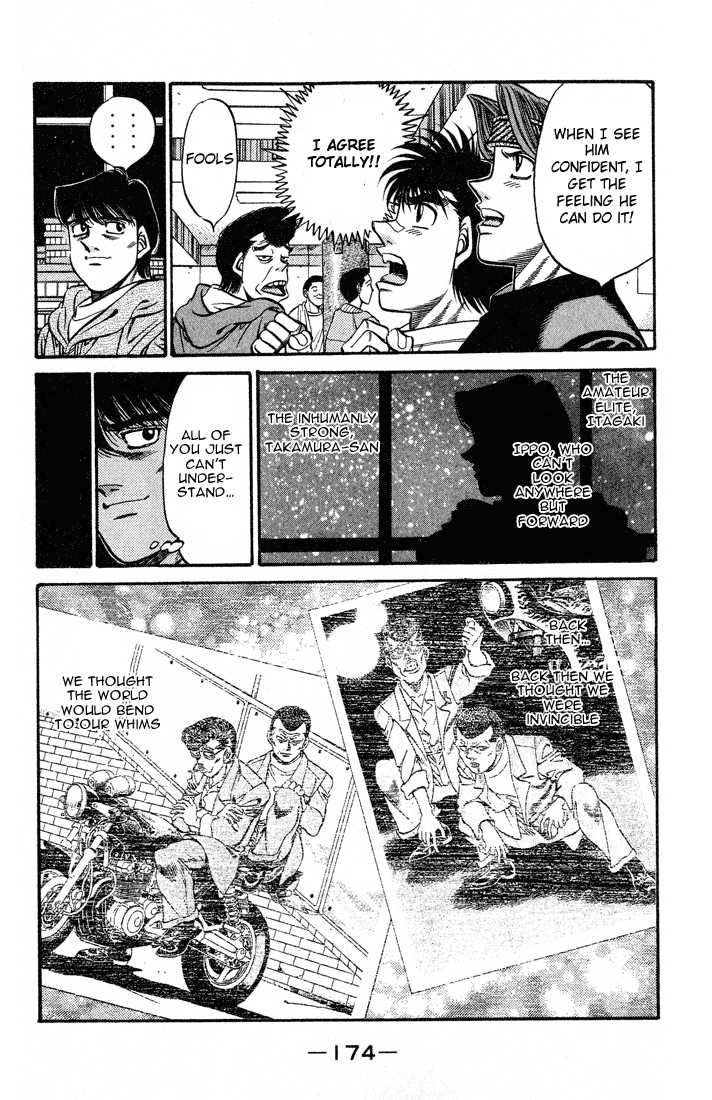 WHEN I SEE
HIM
CONFIDENT, I
GET THE
FEELING HE
CAN DO IT!
I AGREE
TOTALLY!!
FOOLS
THE
AMATEUR
ELITE,
ITAGAKI
IPPO, WHO
CAN'T
LOOK
ANYWHERE
BUT
FORWARD
THE INHUMANLY
STRONG,
TAKAMURA-SAN
ALL OF
YOU JUST
CAN'T
UNDER-
STAND...
BACK
THEN...
BACK THEN WE
THOUGHT WE
WERE
INVINCIBLE
WE THOUGHT
THE WORLD
WOULD BEND
TO OUR WHIMS
—174—